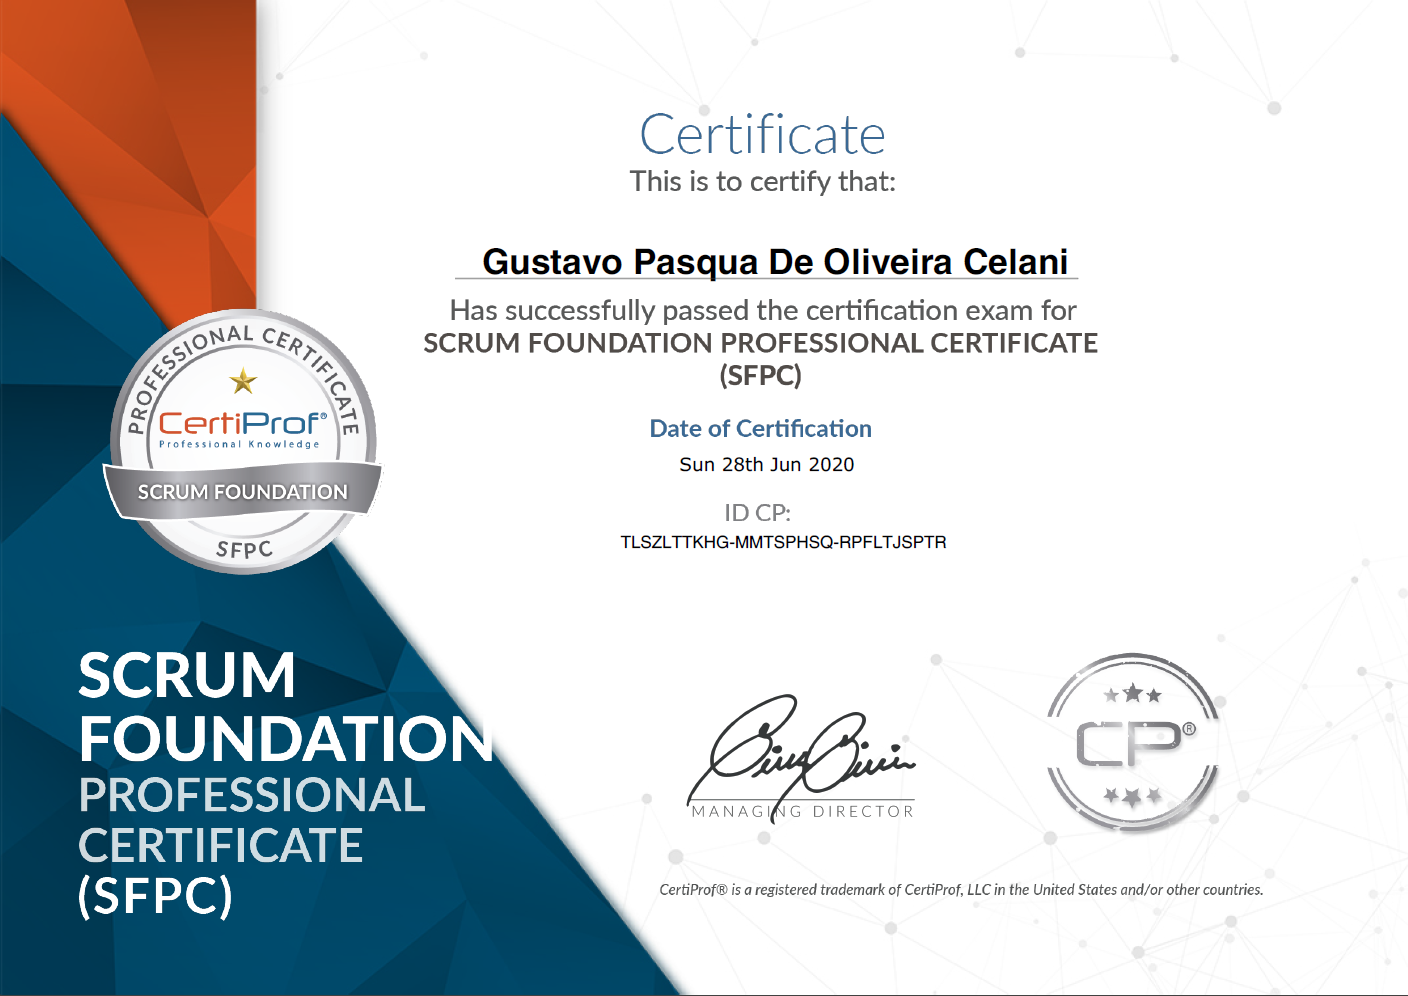 Certificate
This is to certify that:
Gustavo Pasqua De Oliveira Celani
Has successfully passed the certification exam for
SCRUM FOUNDATION PROFESSIONAL CERTIFICATE
(SFPC)
Date of Certification
Sun 28th Jun 2020
ID CP:
TLSZLTTKHG-MMTSPHSQ-RPFLTJSPTR
PROFESSIONAL CERTIFICATE
CertiProf®
Professional Knowledge
SCRUM FOUNDATION
SFPC
SCRUM
FOUNDATION
PROFESSIONAL
CERTIFICATE
(SFPC)
MANAGING DIRECTOR
CP®
CertiProf® is a registered trademark of CertiProf, LLC in the United States and/or other countries.